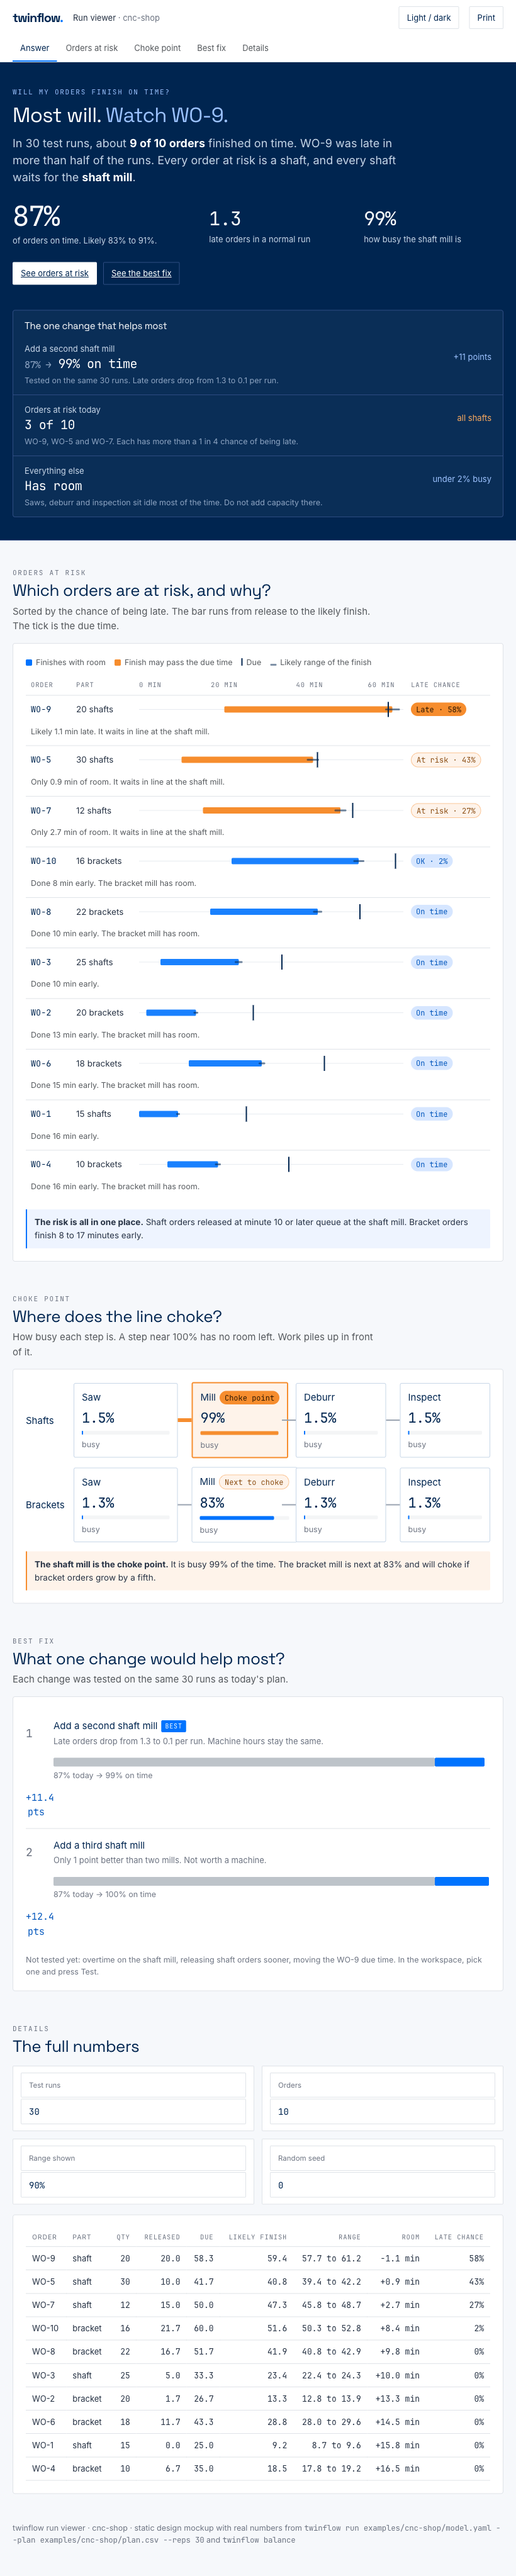 twinflow. Run viewer · cnc-shop Light / dark Print
Answer Orders at risk Choke point Best fix Details
WILL MY ORDERS FINISH ON TIME?
Most will. Watch WO-9.
In 30 test runs, about 9 of 10 orders finished on time. WO-9 was late in
more than half of the runs. Every order at risk is a shaft, and every shaft
waits for the shaft mill.
87% 1.3 99%
of orders on time. Likely 83% to 91%. late orders in a normal run how busy the shaft mill is
See orders at risk See the best fix
The one change that helps most
Add a second shaft mill
87% → 99% on time +11 points
Tested on the same 30 runs. Late orders drop from 1.3 to 0.1 per run.
Orders at risk today
3 of 10 all shafts
WO-9, WO-5 and WO-7. Each has more than a 1 in 4 chance of being late.
Everything else
Has room under 2% busy
Saws, deburr and inspection sit idle most of the time. Do not add capacity there.
ORDERS AT RISK
Which orders are at risk, and why?
Sorted by the chance of being late. The bar runs from release to the likely finish.
The tick is the due time.
Finishes with room Finish may pass the due time Due Likely range of the finish
ORDER PART 0 MIN 20 MIN 40 MIN 60 MIN LATE CHANCE
WO-9 20 shafts Late · 58%
Likely 1.1 min late. It waits in line at the shaft mill.
WO-5 30 shafts At risk · 43%
Only 0.9 min of room. It waits in line at the shaft mill.
WO-7 12 shafts At risk · 27%
Only 2.7 min of room. It waits in line at the shaft mill.
WO-10 16 brackets OK · 2%
Done 8 min early. The bracket mill has room.
WO-8 22 brackets On time
Done 10 min early. The bracket mill has room.
WO-3 25 shafts On time
Done 10 min early.
WO-2 20 brackets On time
Done 13 min early. The bracket mill has room.
WO-6 18 brackets On time
Done 15 min early. The bracket mill has room.
WO-1 15 shafts On time
Done 16 min early.
WO-4 10 brackets On time
Done 16 min early. The bracket mill has room.
The risk is all in one place. Shaft orders released at minute 10 or later queue at the shaft mill. Bracket orders
finish 8 to 17 minutes early.
CHOKE POINT
Where does the line choke?
How busy each step is. A step near 100% has no room left. Work piles up in front
of it.
Shafts
Saw Mill Choke point Deburr Inspect
1.5% 99% 1.5% 1.5%
busy busy busy busy
Brackets
Saw Mill Next to choke Deburr Inspect
1.3% 83% 1.3% 1.3%
busy busy busy busy
The shaft mill is the choke point. It is busy 99% of the time. The bracket mill is next at 83% and will choke if
bracket orders grow by a fifth.
BEST FIX
What one change would help most?
Each change was tested on the same 30 runs as today's plan.
1 Add a second shaft mill BEST
Late orders drop from 1.3 to 0.1 per run. Machine hours stay the same.
87% today → 99% on time
+11.4
pts
2 Add a third shaft mill
Only 1 point better than two mills. Not worth a machine.
87% today → 100% on time
+12.4
pts
Not tested yet: overtime on the shaft mill, releasing shaft orders sooner, moving the WO-9 due time. In the workspace, pick
one and press Test.
DETAILS
The full numbers
Test runs Orders
30 10
Range shown Random seed
90% 0
ORDER PART QTY RELEASED DUE LIKELY FINISH RANGE ROOM LATE CHANCE
WO-9 shaft 20 20.0 58.3 59.4 57.7 to 61.2 -1.1 min 58%
WO-5 shaft 30 10.0 41.7 40.8 39.4 to 42.2 +0.9 min 43%
WO-7 shaft 12 15.0 50.0 47.3 45.8 to 48.7 +2.7 min 27%
WO-10 bracket 16 21.7 60.0 51.6 50.3 to 52.8 +8.4 min 2%
WO-8 bracket 22 16.7 51.7 41.9 40.8 to 42.9 +9.8 min 0%
WO-3 shaft 25 5.0 33.3 23.4 22.4 to 24.3 +10.0 min 0%
WO-2 bracket 20 1.7 26.7 13.3 12.8 to 13.9 +13.3 min 0%
WO-6 bracket 18 11.7 43.3 28.8 28.0 to 29.6 +14.5 min 0%
WO-1 shaft 15 0.0 25.0 9.2 8.7 to 9.6 +15.8 min 0%
WO-4 bracket 10 6.7 35.0 18.5 17.8 to 19.2 +16.5 min 0%
twinflow run viewer · cnc-shop · static design mockup with real numbers from twinflow run examples/cnc-shop/model.yaml -
-plan examples/cnc-shop/plan.csv --reps 30 and twinflow balance